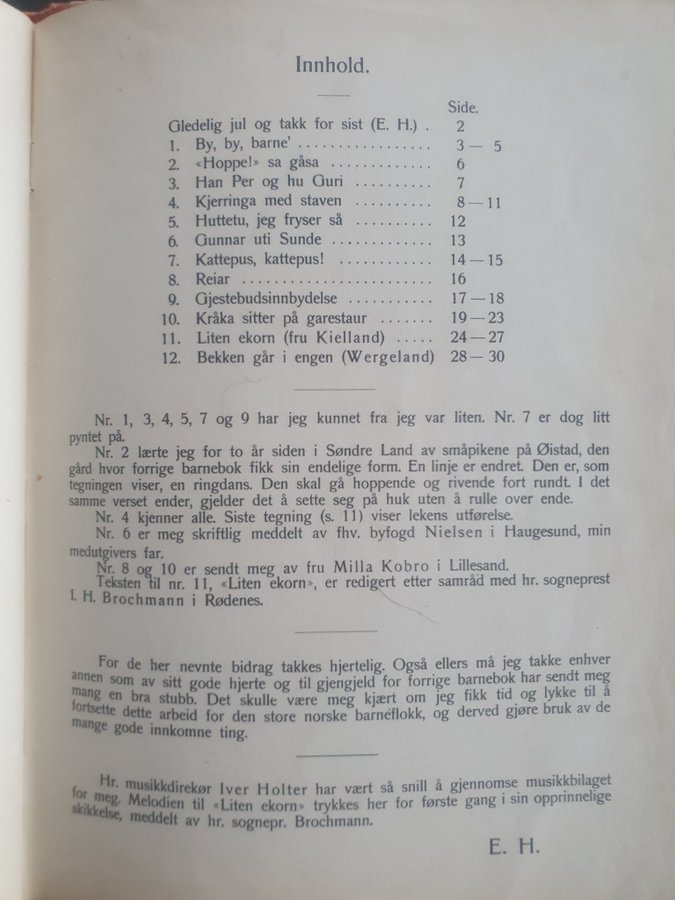 Innhold.
Side.
Gledelig jul og takk for sist (E. H.) . 2
1. By, by, barne' ................. 3— 5
2. «Hoppe!» sa gåsa ............. 6
3. Han Per og hu Guri .......... 7
4. Kjerringa med staven .......... 8—11
5. Huttetu, jeg fryser så .......... 12
6. Gunnar uti Sunde ............. 13
7. Kattepus, kattepus! ............ 14—15
8. Reiar ........................ 16
9. Gjestebudsinnbydelse ........... 17—18
10. Kråka sitter på garestaur ....... 19—23
11. Liten ekorn (fru Kielland) ..... 24—27
12. Bekken går i engen (Wergeland) 28—30
Nr. 1, 3, 4, 5, 7 og 9 har jeg kunnet fra jeg var liten. Nr. 7 er dog litt
pyntet på.
Nr. 2 lærte jeg for to år siden i Søndre Land av småpikene på Øistad, den
gård hvor forrige barnebok fikk sin endelige form. En linje er endret. Den er, som
tegningen viser, en ringdans. Den skal gå hoppende og rivende fort rundt. I det
samme verset ender, gjelder det å sette seg på huk uten å rulle over ende.
Nr. 4 kjenner alle. Siste tegning (s. 11) viser lekens utførelse.
Nr. 6 er meg skriftlig meddelt av fhv. byfogd Nielsen i Haugesund, min
medutgivers far.
Nr. 8 og 10 er sendt meg av fru Milla Kobro i Lillesand.
Teksten til nr. 11, «Liten ekorn», er redigert etter samråd med hr. sogneprest
I. H. Brochmann i Rødenes.
For de her nevnte bidrag takkes hjertelig. Også ellers må jeg takke enhver
annen som av sitt gode hjerte og til gjengjeld for forrige barnebok har sendt meg
mang en bra stubb. Det skulle være meg kjært om jeg fikk tid og lykke til å
fortsette dette arbeid for den store norske barneflokk, og derved gjøre bruk av de
mange gode innkomne ting.
Hr. musikkdirekør Iver Holter har vært så snill å gjennomse musikkbilaget
for meg. Melodien til «Liten ekorn» trykkes her for første gang i sin opprinnelige
skikkelse, meddelt av hr. sognepr. Brochmann.
E. H.